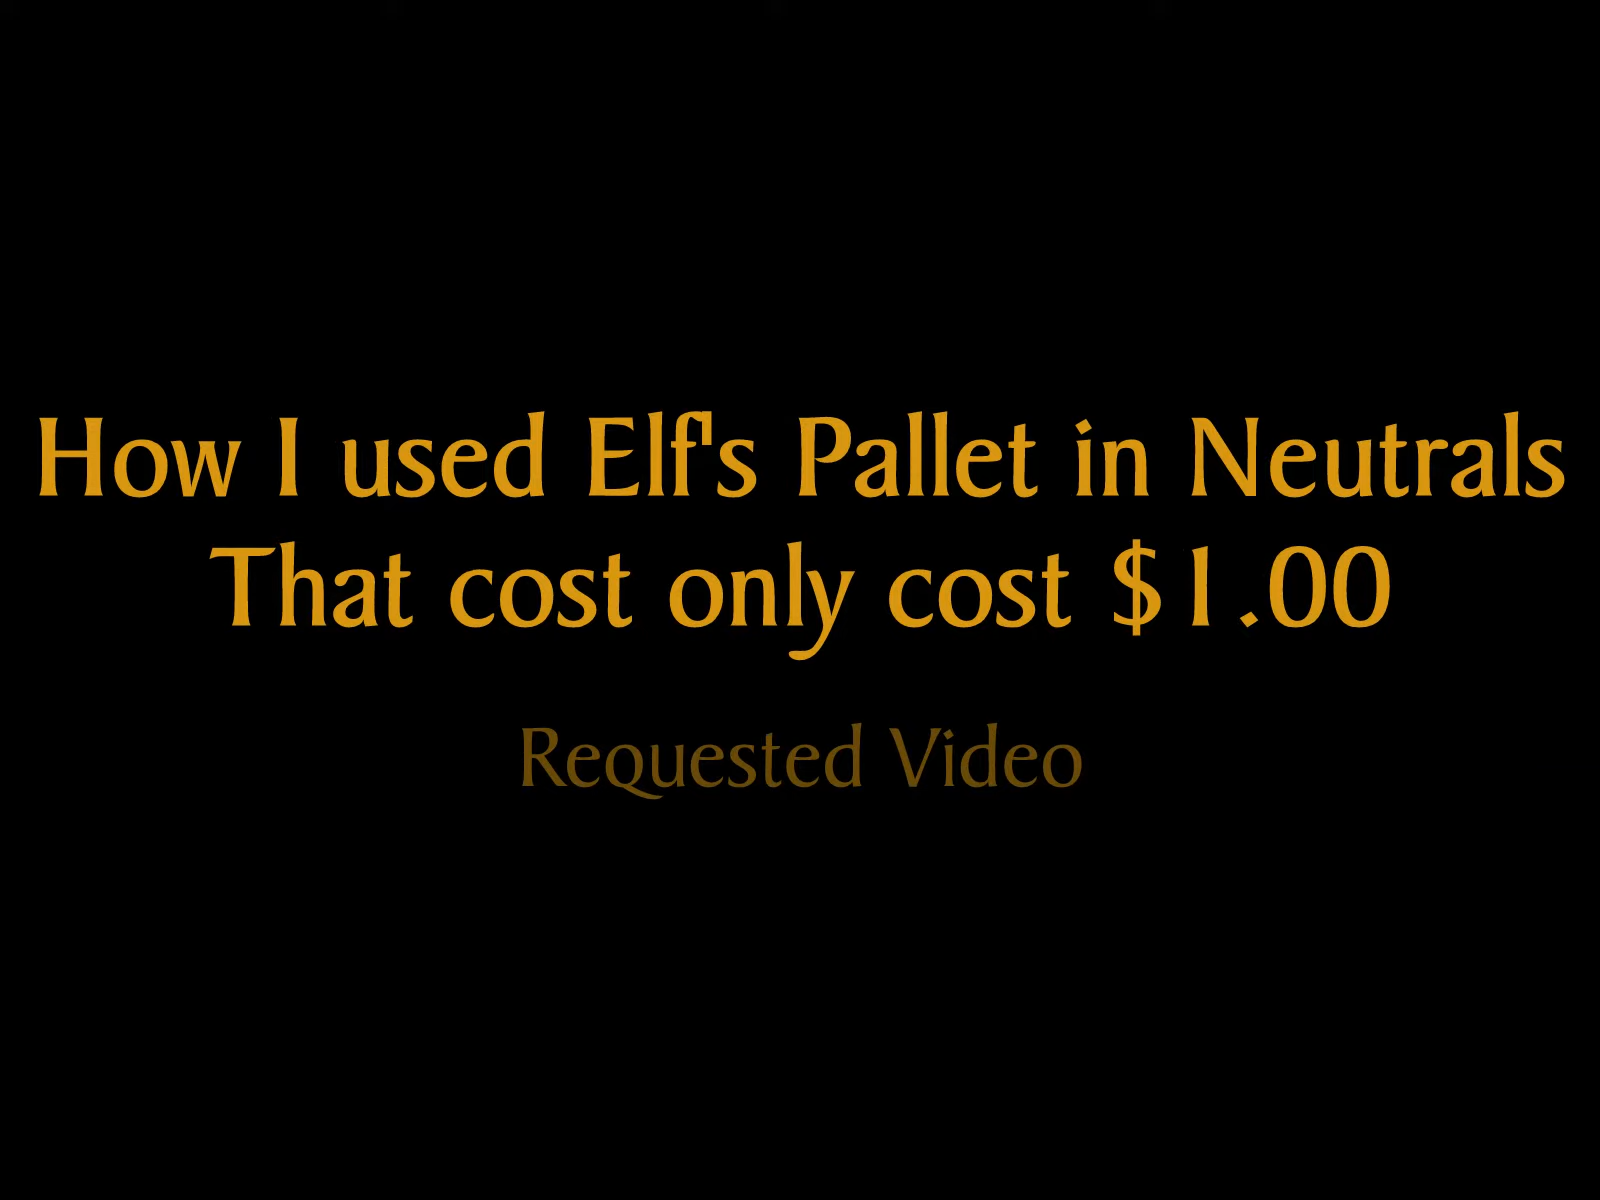 How I used Elf's Pallet in Neutrals
That cost only cost $1.00
Requested Video